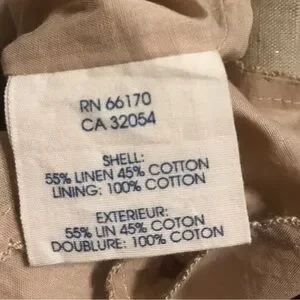 RN 66170
CA 32054
SHELL:
55% LINEN 45% COTTON
LINING: 100% COTTON
EXTERIEUR:
55% LIN 45% COTON
DOUBLURE: 100% COTON